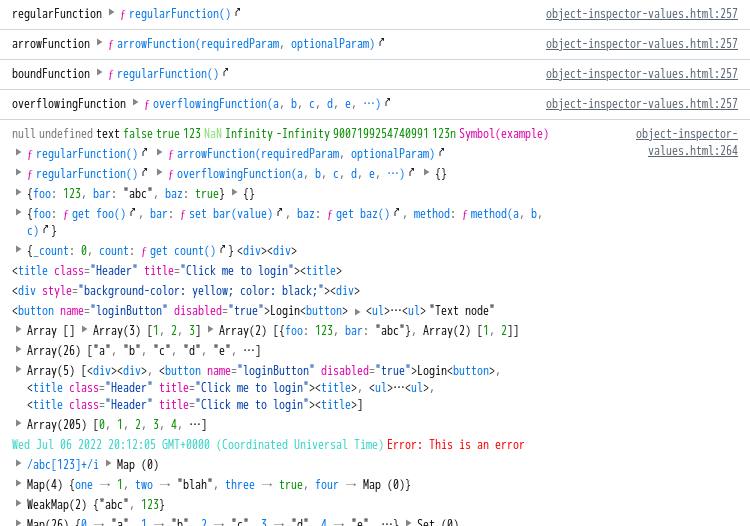 regularFunction ▶ ƒ regularFunction() object-inspector-values.html:257
arrowFunction ▶ ƒ arrowFunction(requiredParam, optionalParam) object-inspector-values.html:257
boundFunction ▶ ƒ regularFunction() object-inspector-values.html:257
overflowingFunction ▶ ƒ overflowingFunction(a, b, c, d, e, …) object-inspector-values.html:257
null undefined text false true 123 NaN Infinity -Infinity 9007199254740991 123n Symbol(example) object-inspector-
values.html:264
▶ ƒ regularFunction() ▶ ƒ arrowFunction(requiredParam, optionalParam)
▶ ƒ regularFunction() ▶ ƒ overflowingFunction(a, b, c, d, e, …) ▶ {}
▶ {foo: 123, bar: "abc", baz: true} ▶ {}
▶ {foo: ƒ get foo(), bar: ƒ set bar(value), baz: ƒ get baz(), method: ƒ method(a, b,
c)}
▶ {_count: 0, count: ƒ get count()} <div><div>
<title class="Header" title="Click me to login"><title>
<div style="background-color: yellow; color: black;"><div>
<button name="loginButton" disabled="true">Login<button> ▶ <ul>⋯<ul> "Text node"
▶ Array [] ▶ Array(3) [1, 2, 3] ▶ Array(2) [{foo: 123, bar: "abc"}, Array(2) [1, 2]]
▶ Array(26) ["a", "b", "c", "d", "e", …]
▶ Array(5) [<div><div>, <button name="loginButton" disabled="true">Login<button>,
<title class="Header" title="Click me to login"><title>, <ul>⋯<ul>,
<title class="Header" title="Click me to login"><title>]
▶ Array(205) [0, 1, 2, 3, 4, …]
Wed Jul 06 2022 20:12:05 GMT+0000 (Coordinated Universal Time) Error: This is an error
▶ /abc[123]+/i ▶ Map (0)
▶ Map(4) {one → 1, two → "blah", three → true, four → Map (0)}
▶ WeakMap(2) {"abc", 123}
▶ Map(26) {0 → "a", 1 → "b", 2 → "c", 3 → "d", 4 → "e", …} ▶ Set (0)